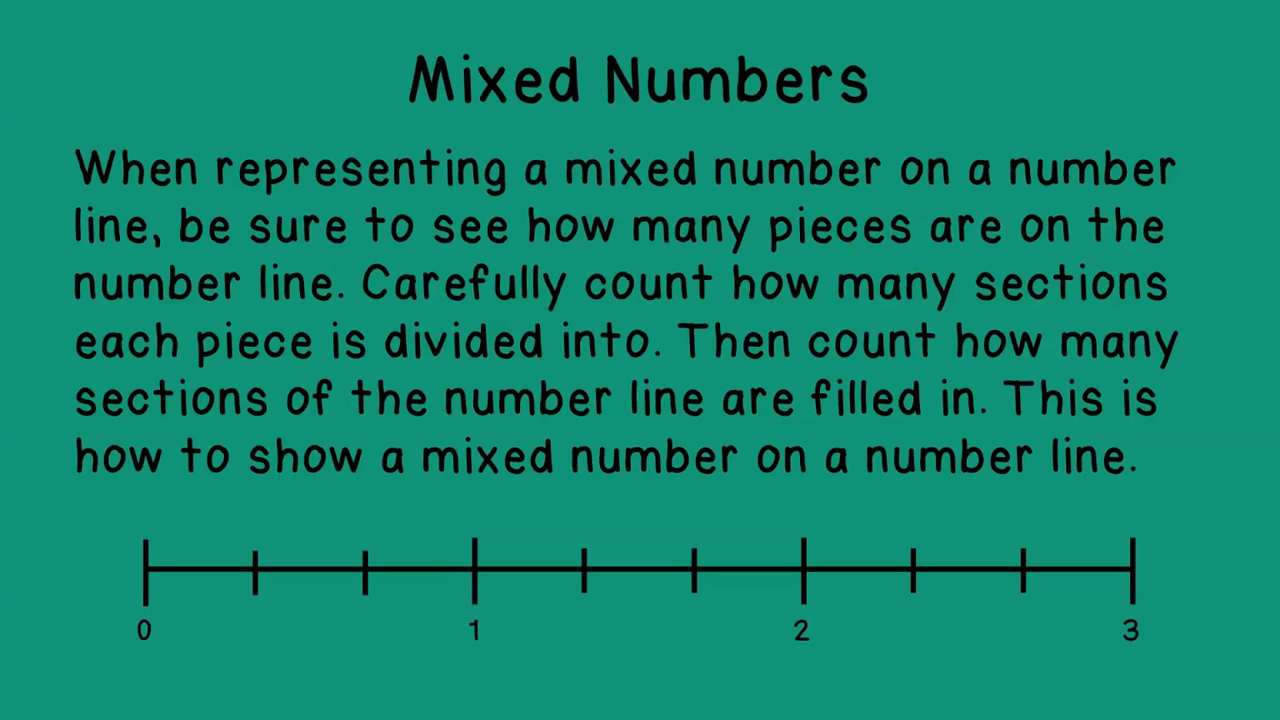 Mixed Numbers
When representing a mixed number on a number
line, be sure to see how many pieces are on the
number line. Carefully count how many sections
each piece is divided into. Then count how many
sections of the number line are filled in. This is
how to show a mixed number on a number line.
0 1 2 3